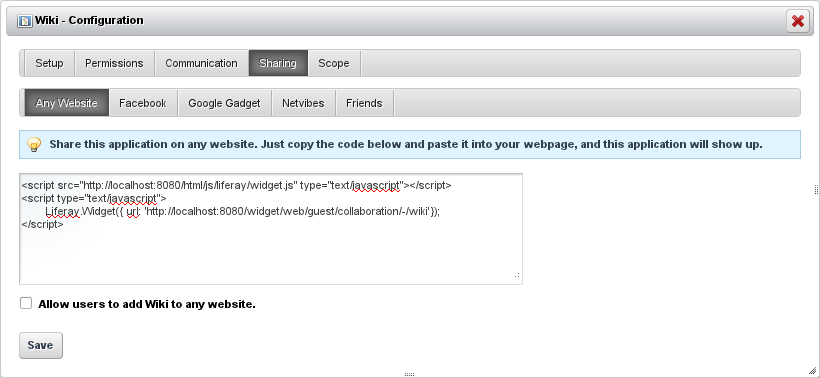 Wiki - Configuration
Setup Permissions Communication Sharing Scope
Any Website Facebook Google Gadget Netvibes Friends
Share this application on any website. Just copy the code below and paste it into your webpage, and this application will show up.
<script src="http://localhost:8080/html/js/liferay/widget.js" type="text/javascript"></script>
<script type="text/javascript">
Liferay.Widget({ url: 'http://localhost:8080/widget/web/guest/collaboration/-/wiki'});
</script>
Allow users to add Wiki to any website.
Save